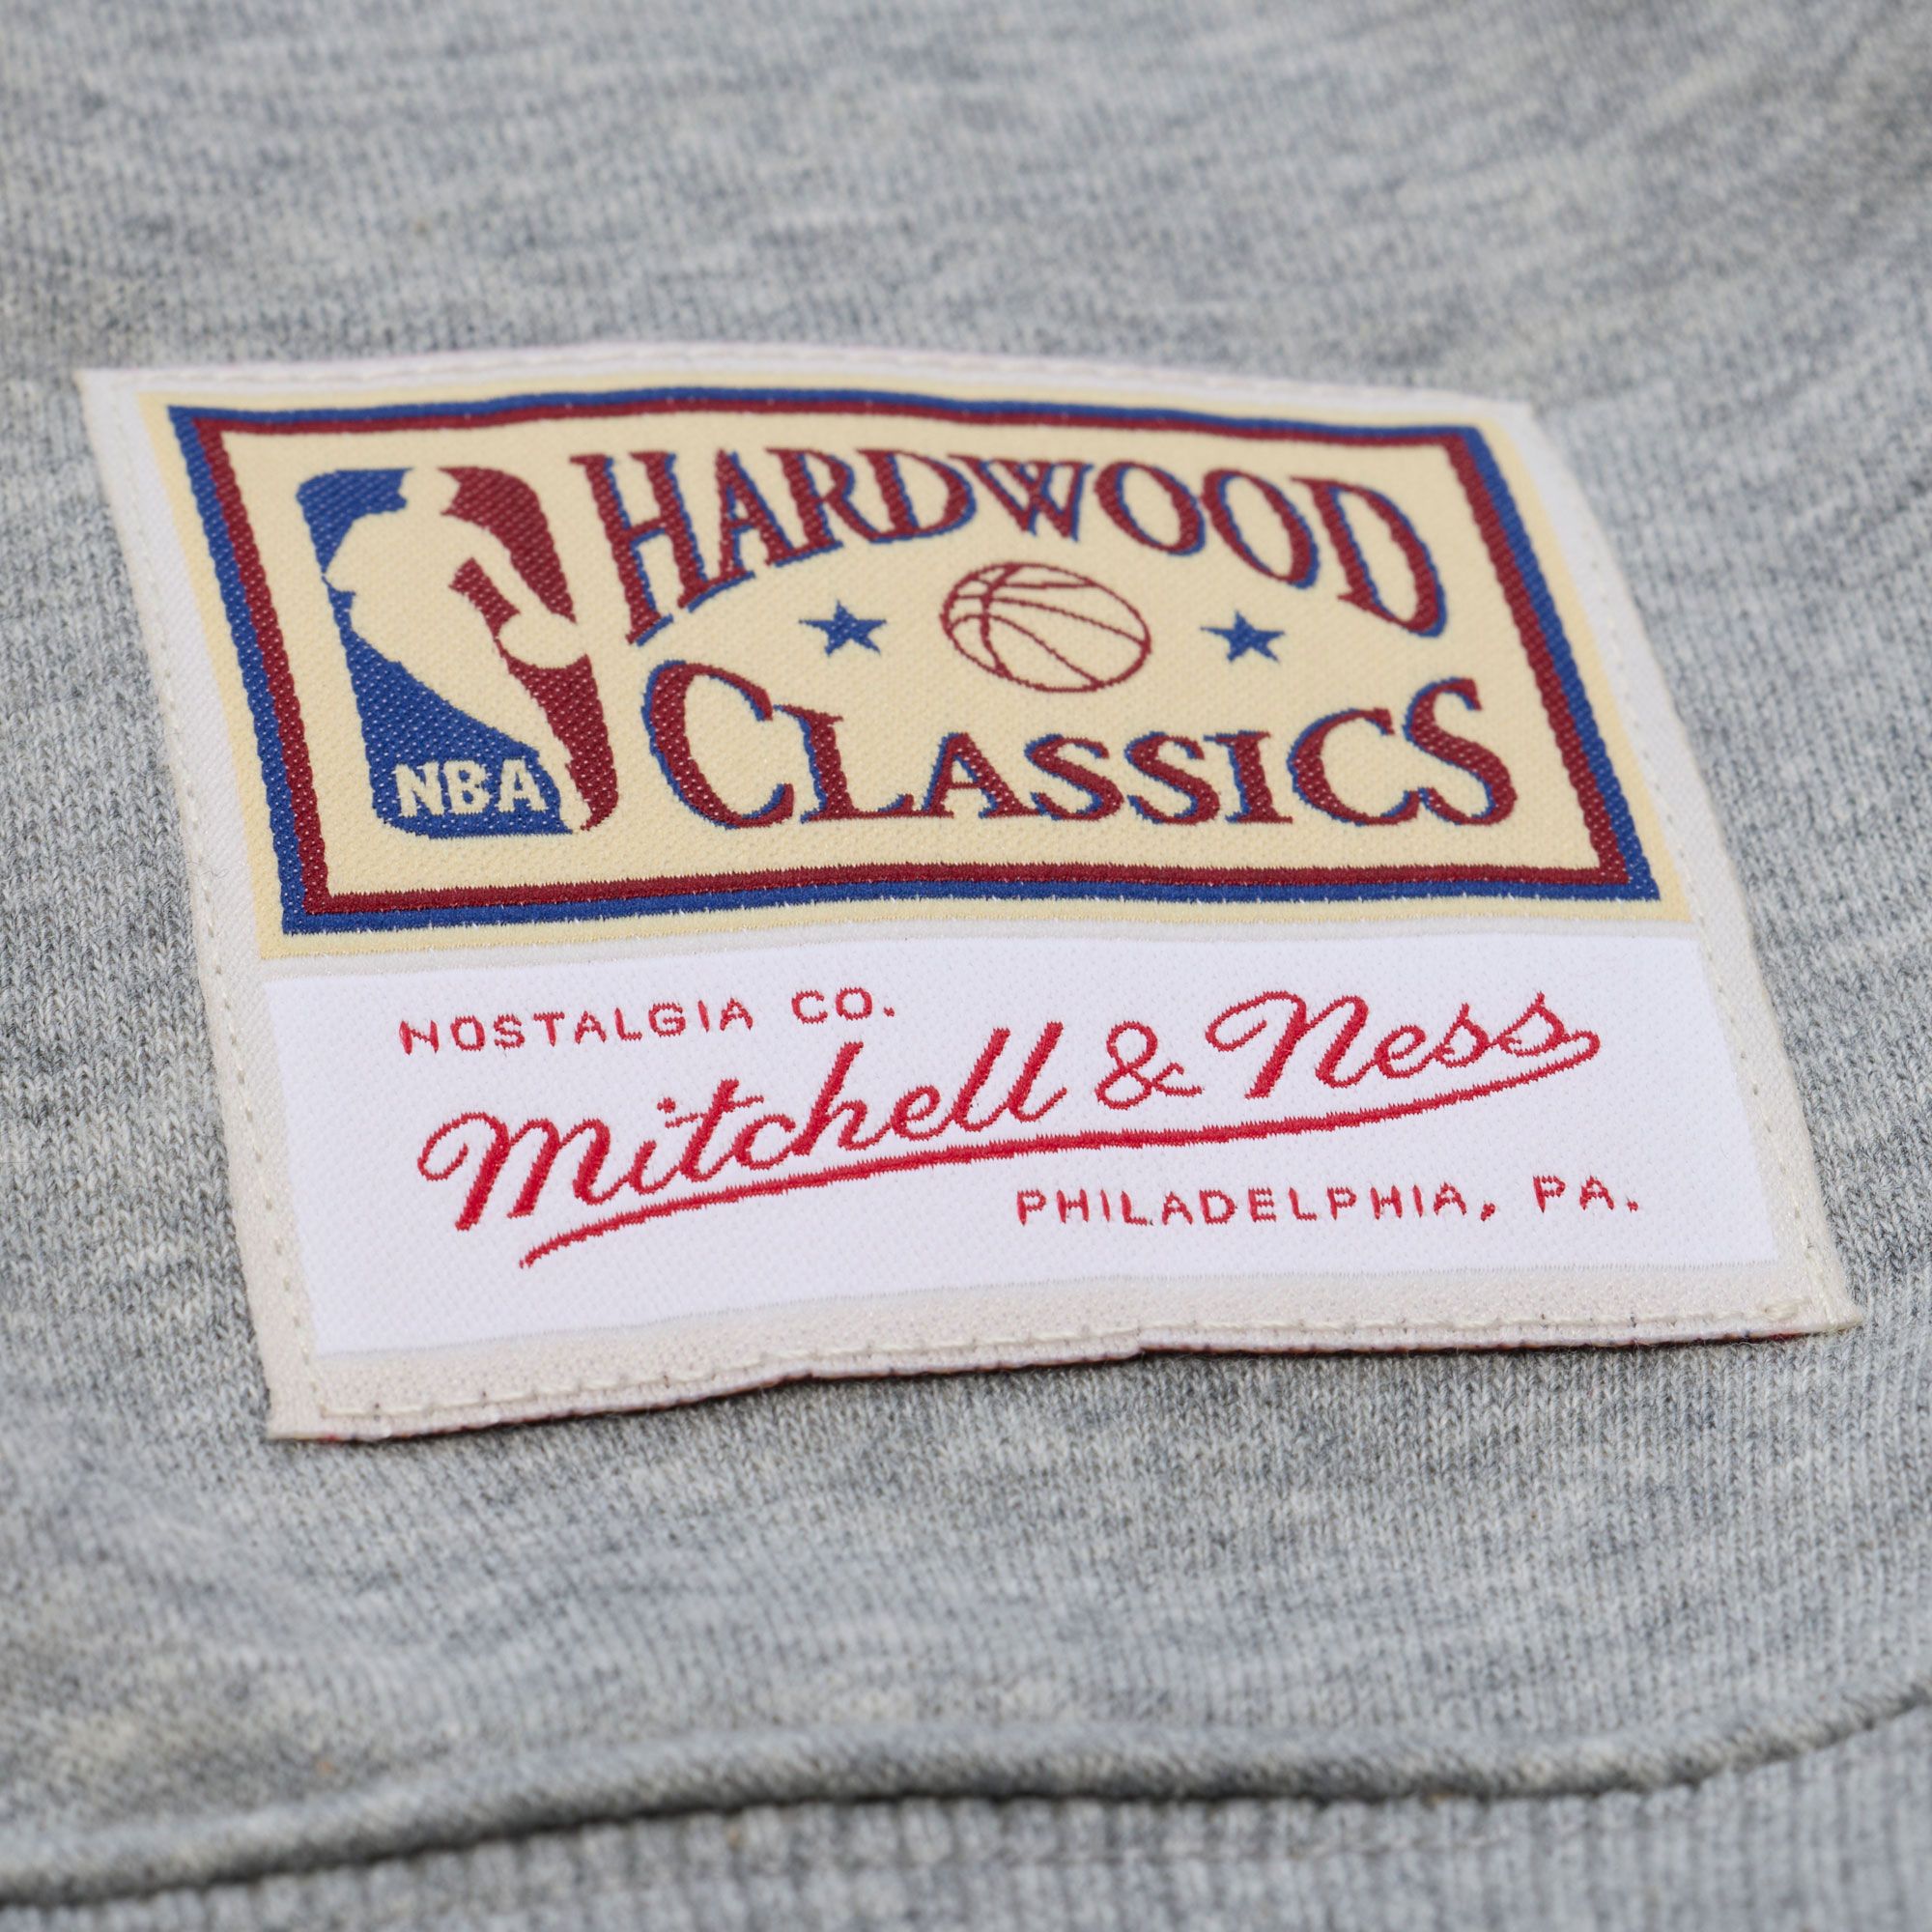 HARDWOOD
CLASSICS
NBA
NOSTALGIA CO.
Mitchell & Ness
PHILADELPHIA, PA.